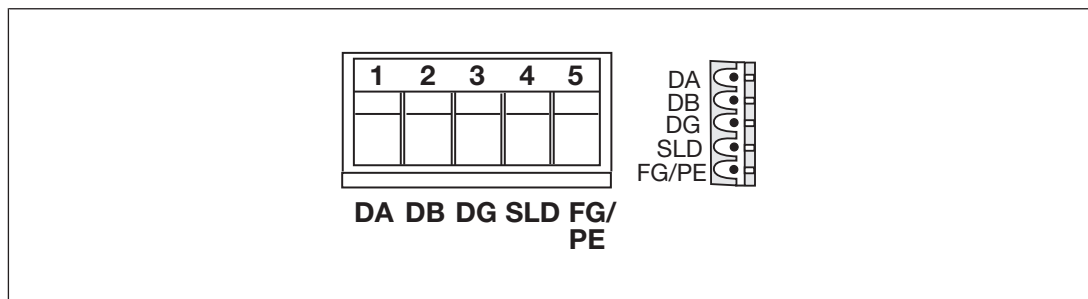 1 2 3 4 5
DA DB DG SLD FG/
PE
DA
DB
DG
SLD
FG/PE